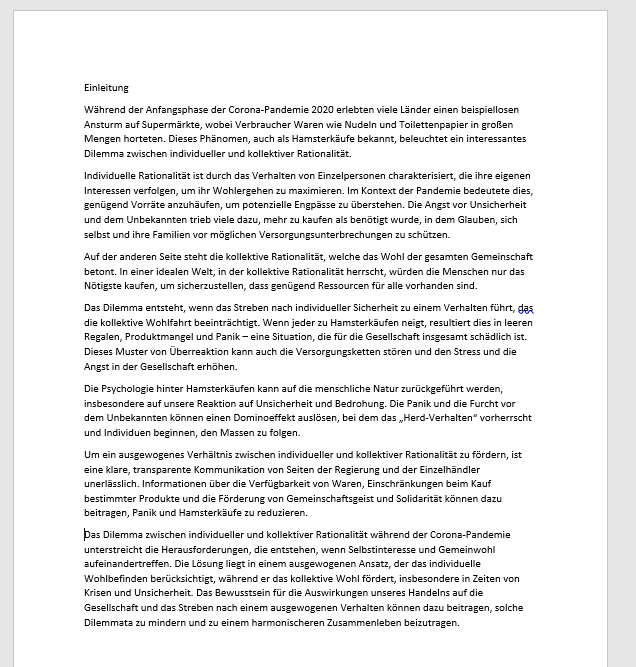 Einleitung
Während der Anfangsphase der Corona-Pandemie 2020 erlebten viele Länder einen beispiellosen
Ansturm auf Supermärkte, wobei Verbraucher Waren wie Nudeln und Toilettenpapier in großen
Mengen horteten. Dieses Phänomen, auch als Hamsterkäufe bekannt, beleuchtet ein interessantes
Dilemma zwischen individueller und kollektiver Rationalität.
Individuelle Rationalität ist durch das Verhalten von Einzelpersonen charakterisiert, die ihre eigenen
Interessen verfolgen, um ihr Wohlergehen zu maximieren. Im Kontext der Pandemie bedeutete dies,
genügend Vorräte anzuhäufen, um potenzielle Engpässe zu überstehen. Die Angst vor Unsicherheit
und dem Unbekannten trieb viele dazu, mehr zu kaufen als benötigt wurde, in dem Glauben, sich
selbst und ihre Familien vor möglichen Versorgungsunterbrechungen zu schützen.
Auf der anderen Seite steht die kollektive Rationalität, welche das Wohl der gesamten Gemeinschaft
betont. In einer idealen Welt, in der kollektive Rationalität herrscht, würden die Menschen nur das
Nötigste kaufen, um sicherzustellen, dass genügend Ressourcen für alle vorhanden sind.
Das Dilemma entsteht, wenn das Streben nach individueller Sicherheit zu einem Verhalten führt, das
die kollektive Wohlfahrt beeinträchtigt. Wenn jeder zu Hamsterkäufen neigt, resultiert dies in leeren
Regalen, Produktmangel und Panik – eine Situation, die für die Gesellschaft insgesamt schädlich ist.
Dieses Muster von Überreaktion kann auch die Versorgungsketten stören und den Stress und die
Angst in der Gesellschaft erhöhen.
Die Psychologie hinter Hamsterkäufen kann auf die menschliche Natur zurückgeführt werden,
insbesondere auf unsere Reaktion auf Unsicherheit und Bedrohung. Die Panik und die Furcht vor
dem Unbekannten können einen Dominoeffekt auslösen, bei dem das „Herd-Verhalten“ vorherrscht
und Individuen beginnen, den Massen zu folgen.
Um ein ausgewogenes Verhältnis zwischen individueller und kollektiver Rationalität zu fördern, ist
eine klare, transparente Kommunikation von Seiten der Regierung und der Einzelhändler
unerlässlich. Informationen über die Verfügbarkeit von Waren, Einschränkungen beim Kauf
bestimmter Produkte und die Förderung von Gemeinschaftsgeist und Solidarität können dazu
beitragen, Panik und Hamsterkäufe zu reduzieren.
Das Dilemma zwischen individueller und kollektiver Rationalität während der Corona-Pandemie
unterstreicht die Herausforderungen, die entstehen, wenn Selbstinteresse und Gemeinwohl
aufeinandertreffen. Die Lösung liegt in einem ausgewogenen Ansatz, der das individuelle
Wohlbefinden berücksichtigt, während er das kollektive Wohl fördert, insbesondere in Zeiten von
Krisen und Unsicherheit. Das Bewusstsein für die Auswirkungen unseres Handelns auf die
Gesellschaft und das Streben nach einem ausgewogenen Verhalten können dazu beitragen, solche
Dilemmata zu mindern und zu einem harmonischeren Zusammenleben beizutragen.